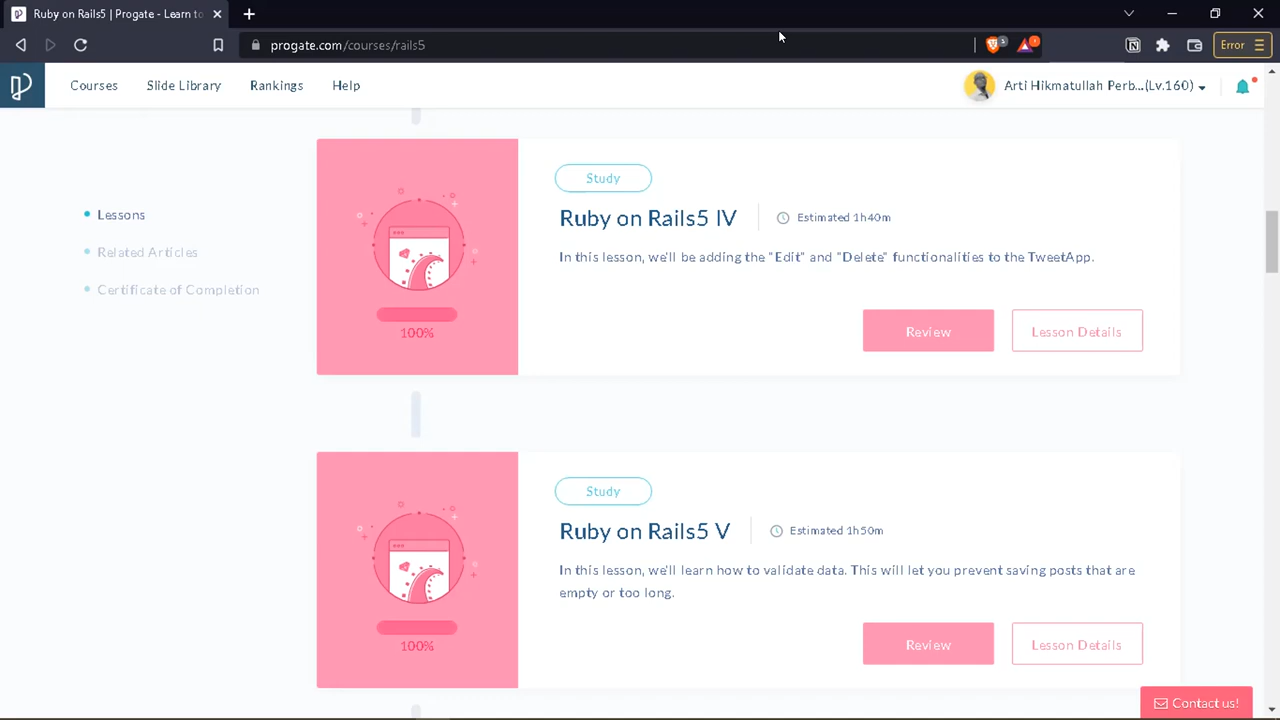 Ruby on Rails5 | Progate - Learn to
progate.com/courses/rails5
Error
Courses
Slide Library
Rankings
Help
Arti Hikmatullah Perb...(Lv.160)
Lessons
Related Articles
Certificate of Completion
100%
Study
Ruby on Rails5 IV
Estimated 1h40m
In this lesson, we'll be adding the "Edit" and "Delete" functionalities to the TweetApp.
Review
Lesson Details
100%
Study
Ruby on Rails5 V
Estimated 1h50m
In this lesson, we'll learn how to validate data. This will let you prevent saving posts that are
empty or too long.
Review
Lesson Details
Contact us!